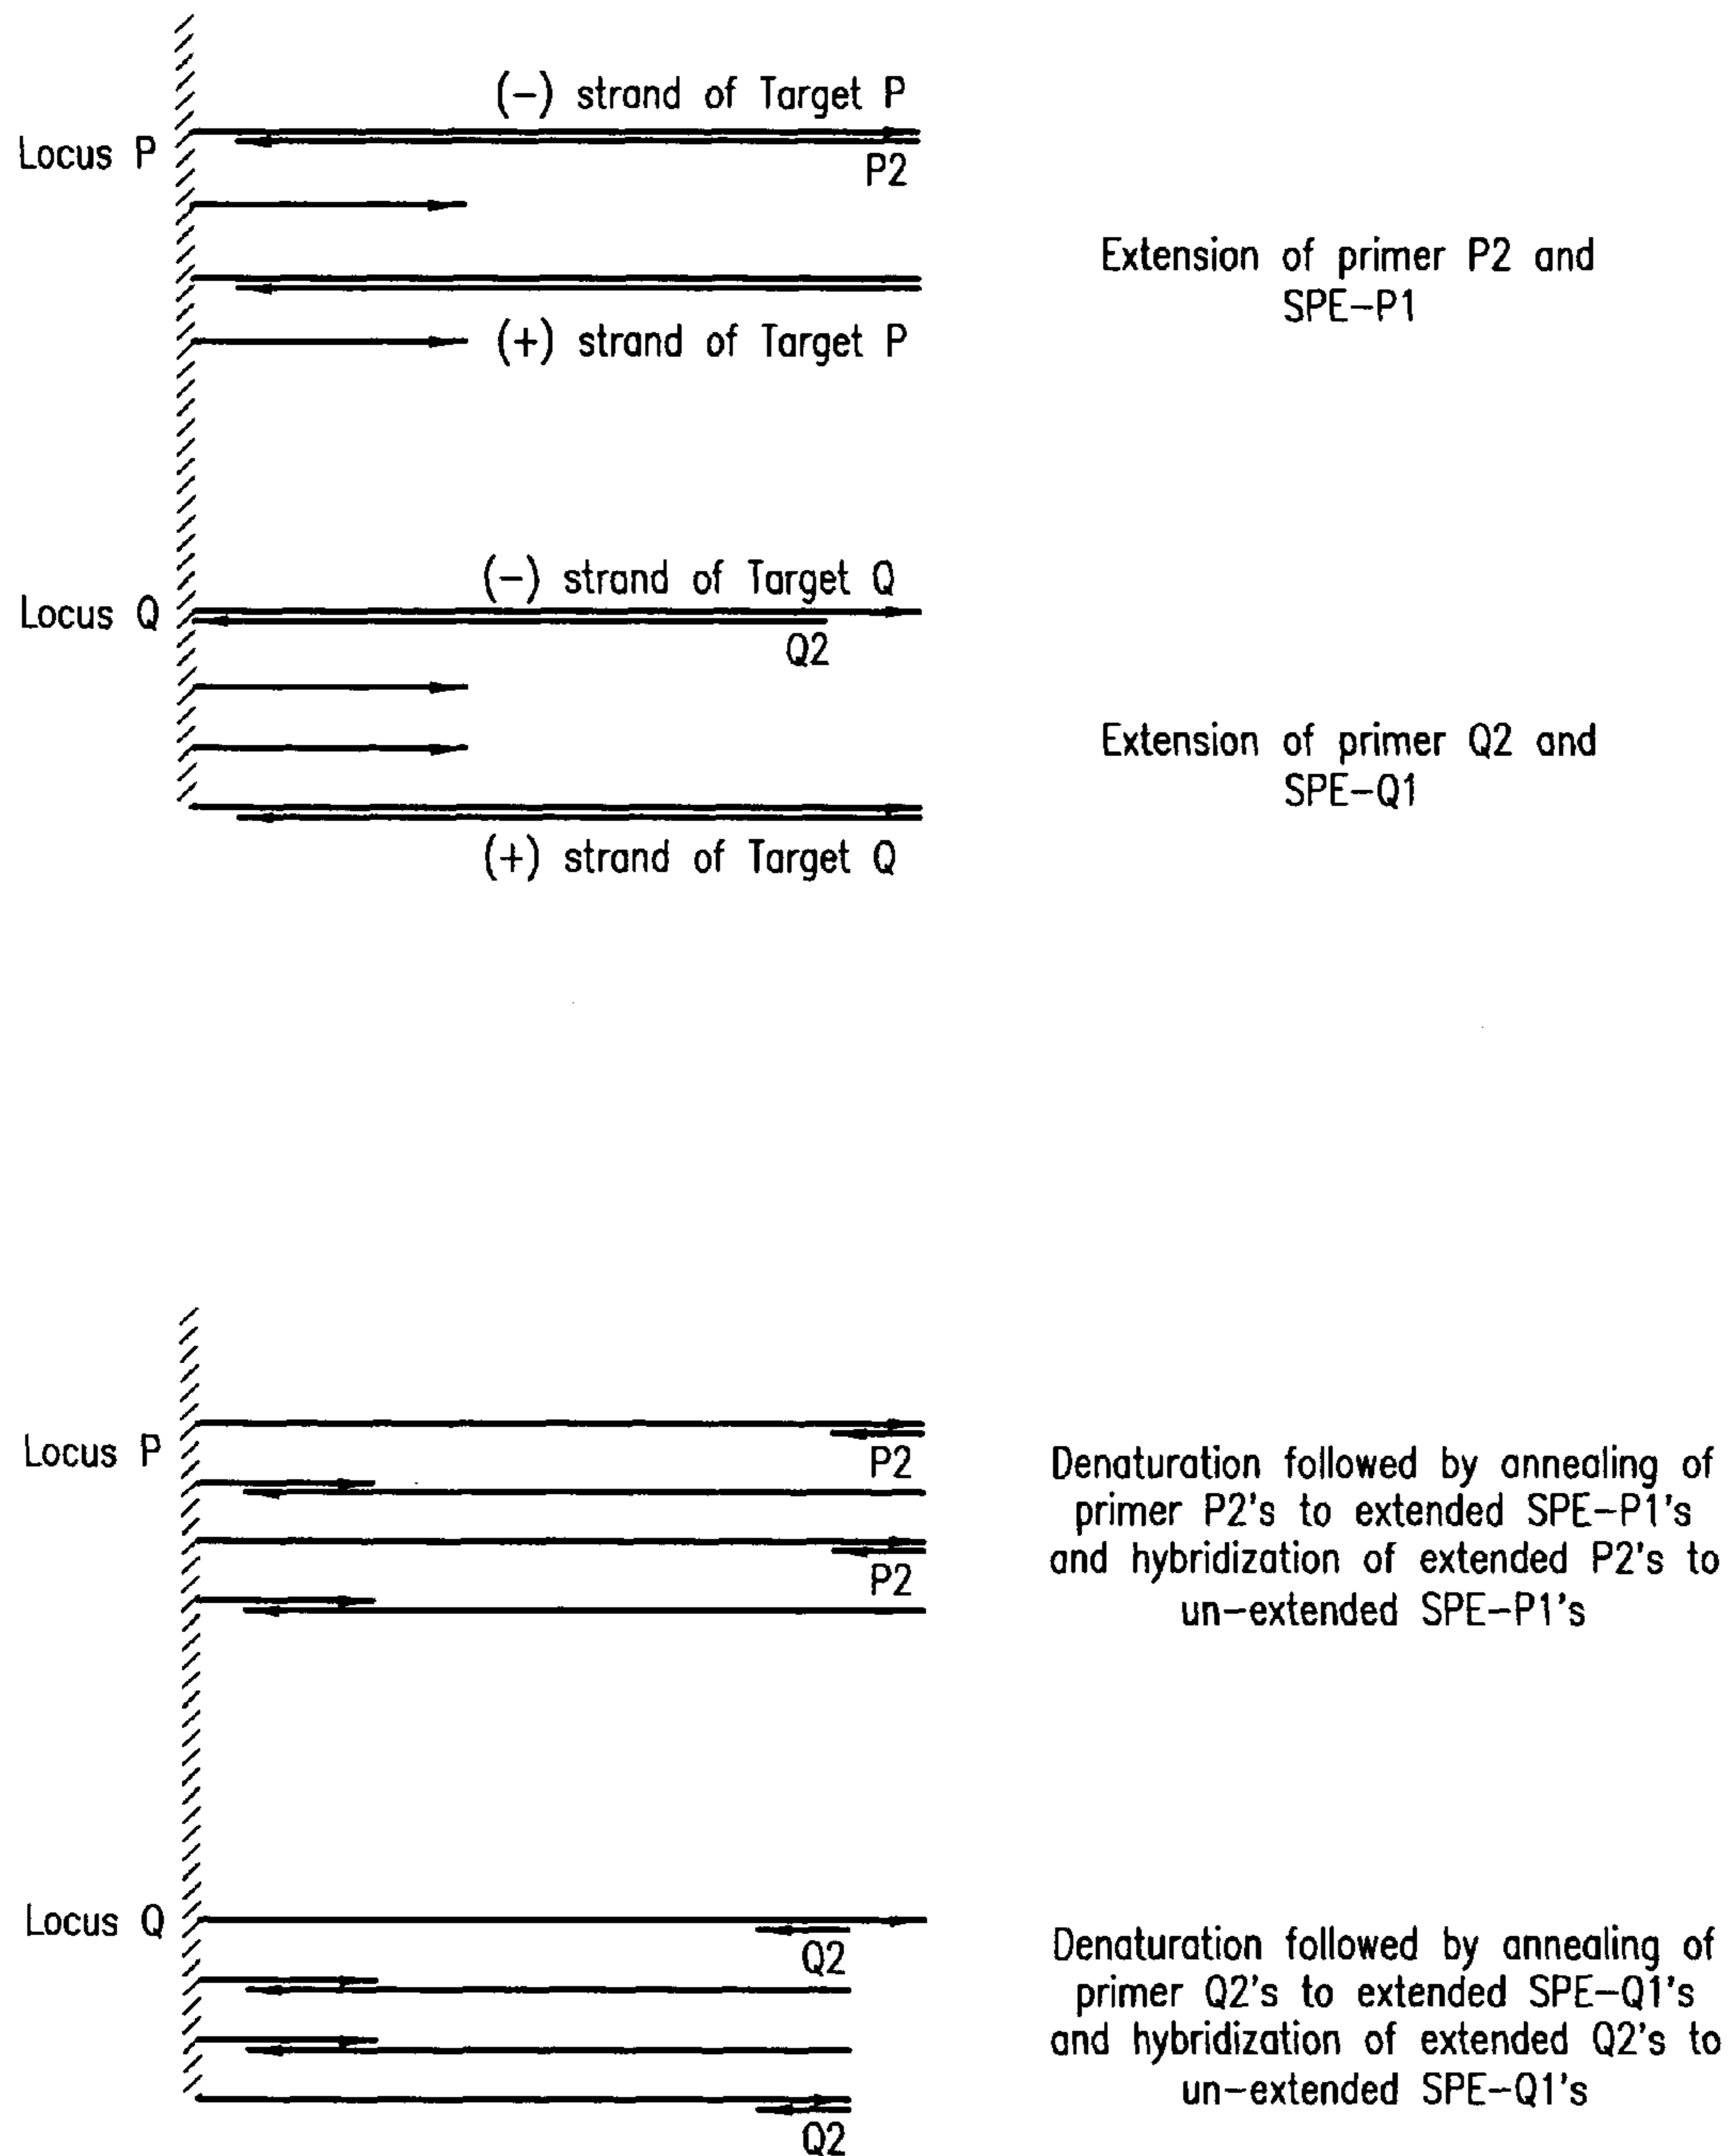 (−) strand of Target P
Locus P
P2
Extension of primer P2 and
SPE−P1
(+) strand of Target P
(−) strand of Target Q
Locus Q
Q2
Extension of primer Q2 and
SPE−Q1
(+) strand of Target Q
Locus P
P2
P2
Denaturation followed by annealing of
primer P2's to extended SPE−P1's
and hybridization of extended P2's to
un−extended SPE−P1's
Locus Q
Q2
Q2
Denaturation followed by annealing of
primer Q2's to extended SPE−Q1's
and hybridization of extended Q2's to
un−extended SPE−Q1's